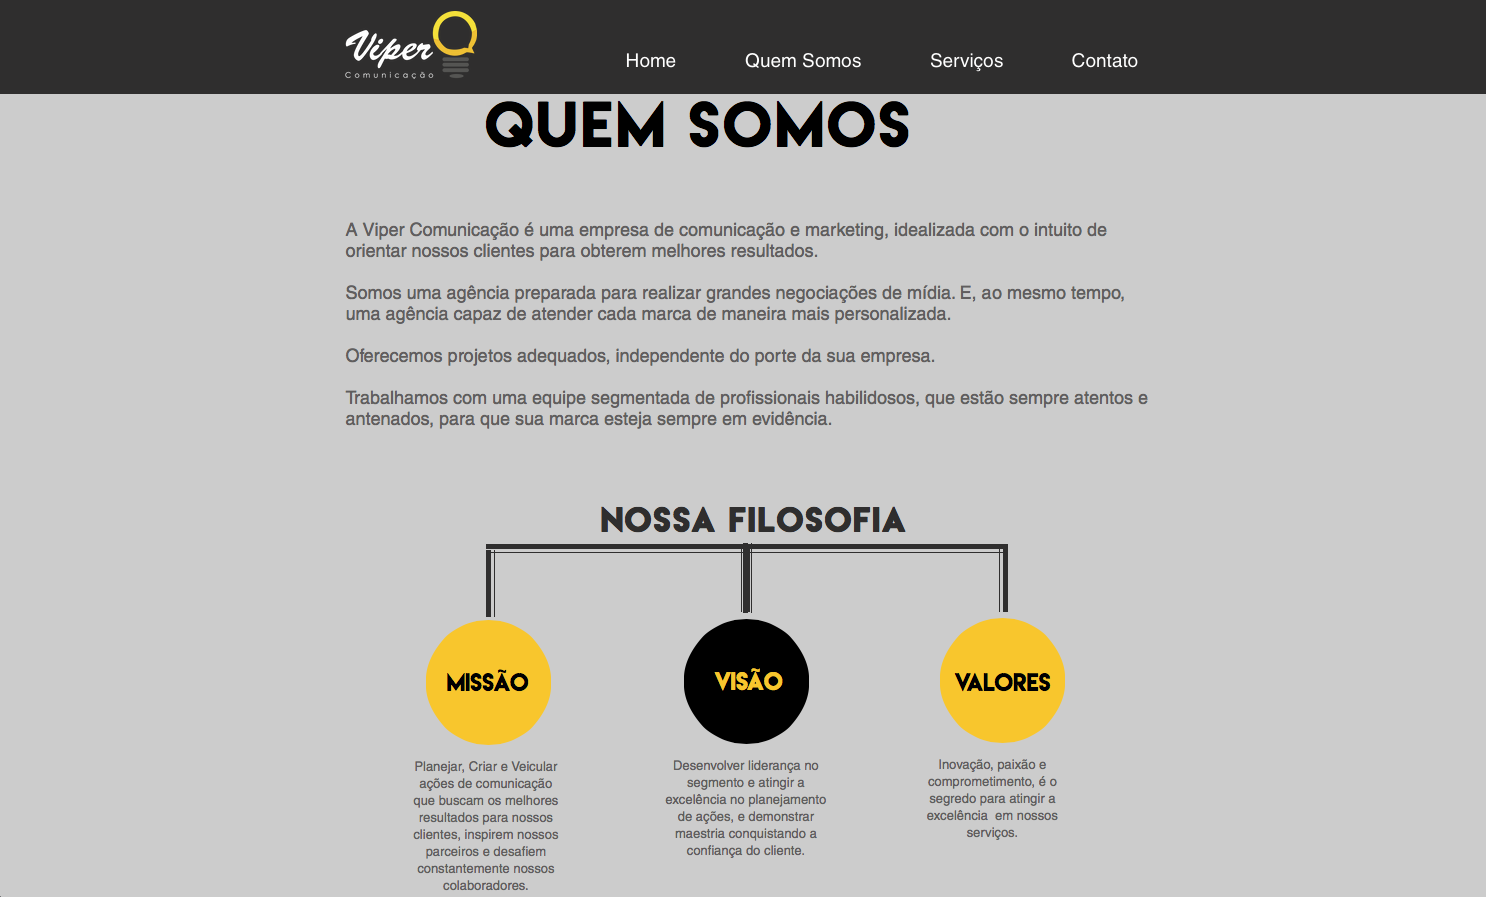 Viper
Comunicação
Home
Quem Somos
Serviços
Contato
QUEM SOMOS
A Viper Comunicação é uma empresa de comunicação e marketing, idealizada com o intuito de
orientar nossos clientes para obterem melhores resultados.
Somos uma agência preparada para realizar grandes negociações de mídia. E, ao mesmo tempo,
uma agência capaz de atender cada marca de maneira mais personalizada.
Oferecemos projetos adequados, independente do porte da sua empresa.
Trabalhamos com uma equipe segmentada de profissionais habilidosos, que estão sempre atentos e
antenados, para que sua marca esteja sempre em evidência.
NOSSA FILOSOFIA
MISSÃO
Planejar, Criar e Veicular
ações de comunicação
que buscam os melhores
resultados para nossos
clientes, inspirem nossos
parceiros e desafiem
constantemente nossos
colaboradores.
VISÃO
Desenvolver liderança no
segmento e atingir a
excelência no planejamento
de ações, e demonstrar
maestria conquistando a
confiança do cliente.
VALORES
Inovação, paixão e
comprometimento, é o
segredo para atingir a
excelência  em nossos
serviços.